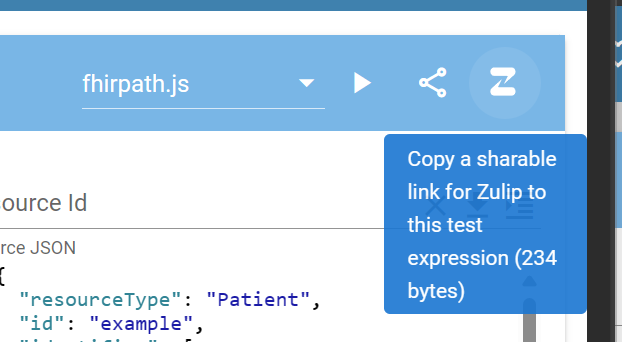 fhirpath.js
Copy a sharable
link for Zulip to
this test
expression (234
bytes)
ource Id
rce JSON
{
"resourceType": "Patient",
"id": "example",